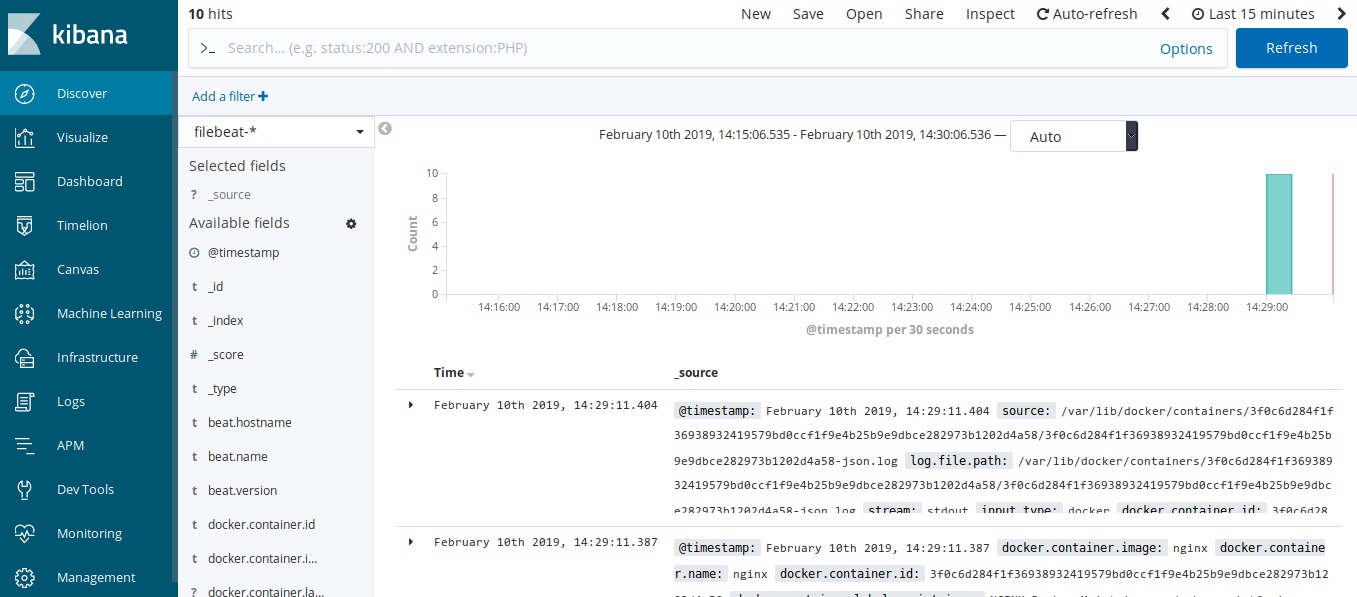 kibana
Discover
Visualize
Dashboard
Timelion
Canvas
Machine Learning
Infrastructure
Logs
APM
Dev Tools
Monitoring
Management
10 hits
New Save Open Share Inspect Auto-refresh Last 15 minutes
>_ Search... (e.g. status:200 AND extension:PHP) Options Refresh
Add a filter +
filebeat-*
Selected fields
? _source
Available fields
@timestamp
t _id
t _index
# _score
t _type
t beat.hostname
t beat.name
t beat.version
t docker.container.id
t docker.container.i...
? docker.container.la...
February 10th 2019, 14:15:06.535 - February 10th 2019, 14:30:06.536 — Auto
Count
10
8
6
4
2
0
14:16:00 14:17:00 14:18:00 14:19:00 14:20:00 14:21:00 14:22:00 14:23:00 14:24:00 14:25:00 14:26:00 14:27:00 14:28:00 14:29:00
@timestamp per 30 seconds
Time _source
February 10th 2019, 14:29:11.404 @timestamp: February 10th 2019, 14:29:11.404 source: /var/lib/docker/containers/3f0c6d284f1f
36938932419579bd0ccf1f9e4b25b9e9dbce282973b1202d4a58/3f0c6d284f1f36938932419579bd0ccf1f9e4b25b
9e9dbce282973b1202d4a58-json.log log.file.path: /var/lib/docker/containers/3f0c6d284f1f369389
32419579bd0ccf1f9e4b25b9e9dbce282973b1202d4a58/3f0c6d284f1f36938932419579bd0ccf1f9e4b25b9e9dbc
e282973b1202d4a58-json.log stream: stdout input.type: docker docker.container.id: 3f0c6d28
February 10th 2019, 14:29:11.387 @timestamp: February 10th 2019, 14:29:11.387 docker.container.image: nginx docker.containe
r.name: nginx docker.container.id: 3f0c6d284f1f36938932419579bd0ccf1f9e4b25b9e9dbce282973b12